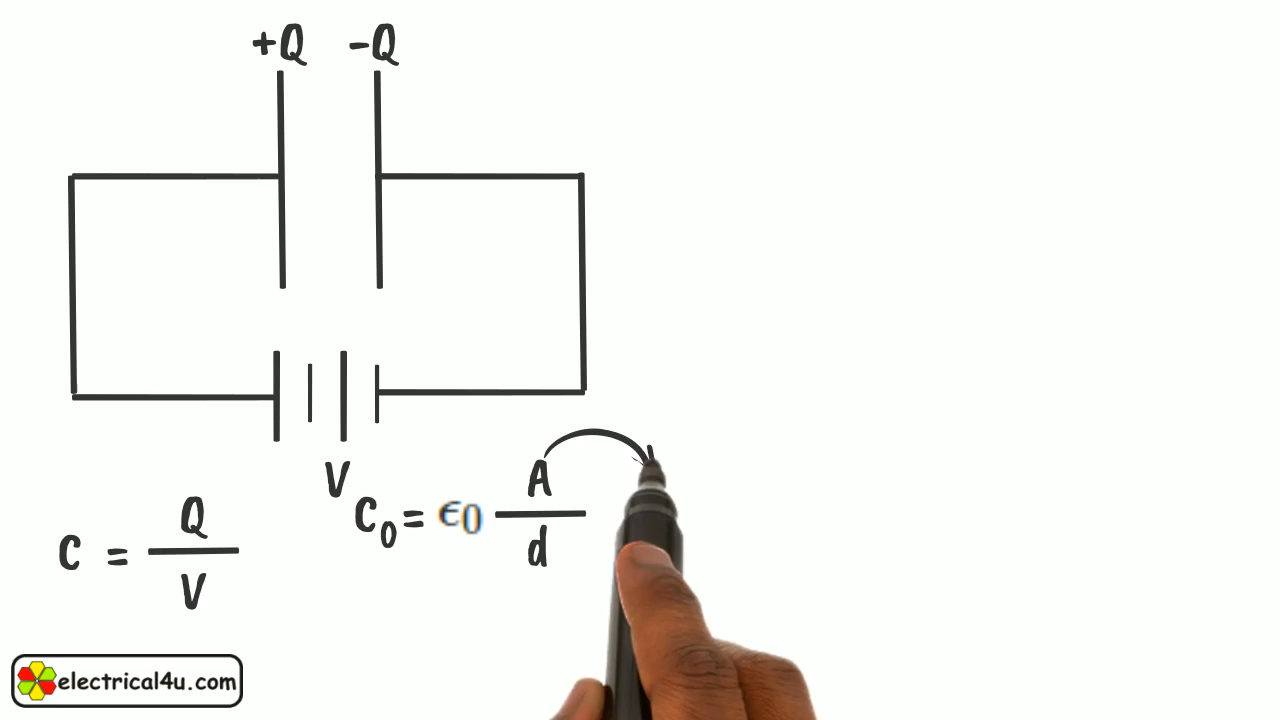 +Q -Q
V
C = Q / V
C0 = ϵ0 A / d
electrical4u.com